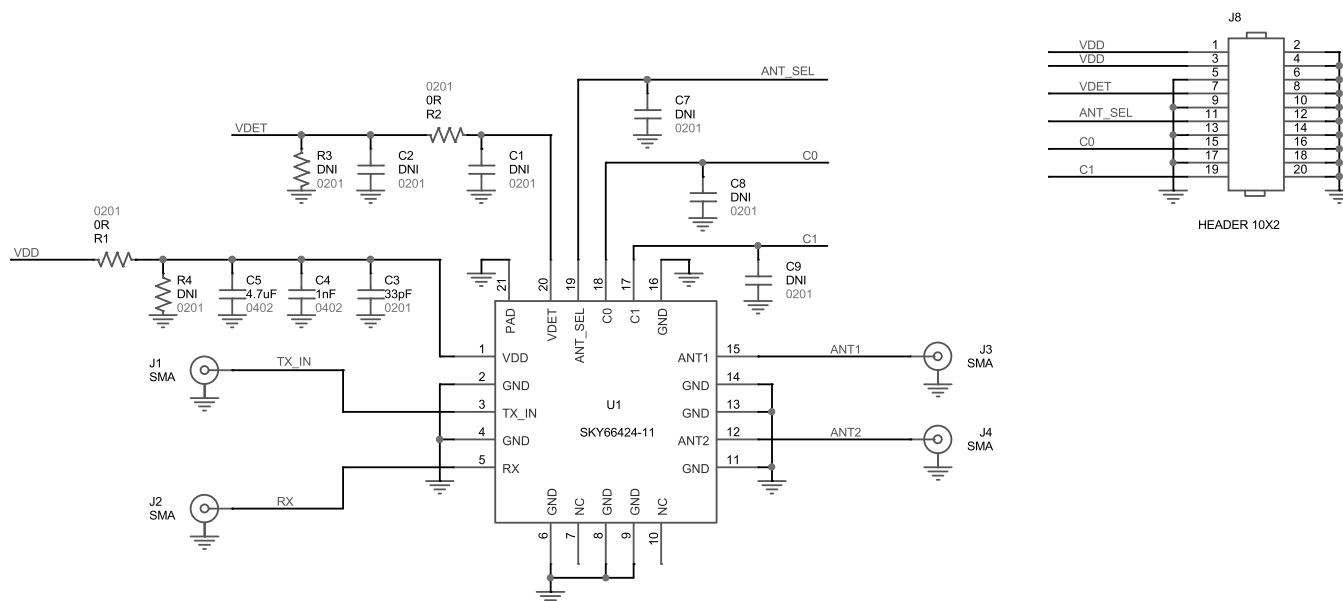 J8
VDD
1
2
VDD
3
4
5
6
VDET
7
8
9
10
ANT_SEL
11
12
13
14
C0
15
16
17
18
C1
19
20
HEADER 10X2
ANT_SEL
C7
DNI
0201
0201
0R
R2
VDET
R3
DNI
0201
C2
DNI
0201
C1
DNI
0201
C0
C8
DNI
0201
C1
C9
DNI
0201
0201
0R
R1
VDD
R4
DNI
0201
C5
4.7uF
0402
C4
1nF
0402
C3
33pF
0201
21
20
19
18
17
16
PAD
VDET
ANT_SEL
C0
C1
GND
J1
SMA
TX_IN
1
VDD
2
GND
3
TX_IN
4
GND
5
RX
J2
SMA
RX
U1
SKY66424-11
ANT1
15
ANT1
J3
SMA
GND
14
GND
13
ANT2
12
ANT2
J4
SMA
GND
11
GND
NC
GND
GND
NC
6
7
8
9
10